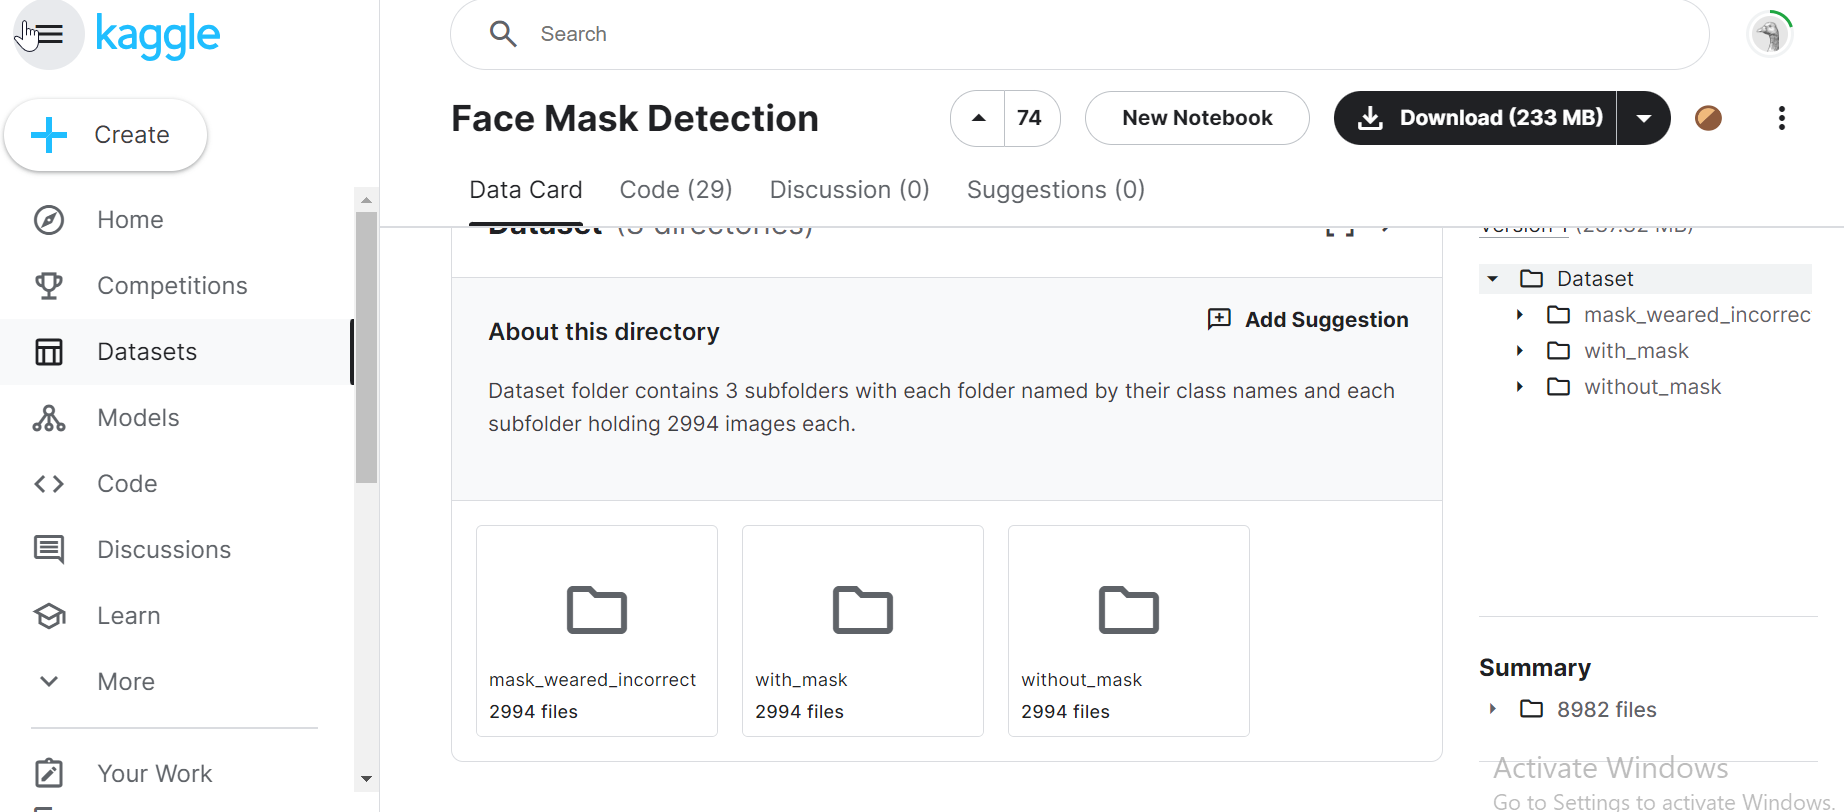 kaggle
Search
Create
Home
Competitions
Datasets
Models
Code
Discussions
Learn
More
Your Work
Face Mask Detection
74
New Notebook
Download (233 MB)
Data Card
Code (29)
Discussion (0)
Suggestions (0)
Dataset
About this directory
Add Suggestion
Dataset folder contains 3 subfolders with each folder named by their class names and each
subfolder holding 2994 images each.
mask_weared_incorrect
2994 files
with_mask
2994 files
without_mask
2994 files
Dataset
mask_weared_incorrec
with_mask
without_mask
Summary
8982 files
Activate Windows
Go to Settings to activate Windows.